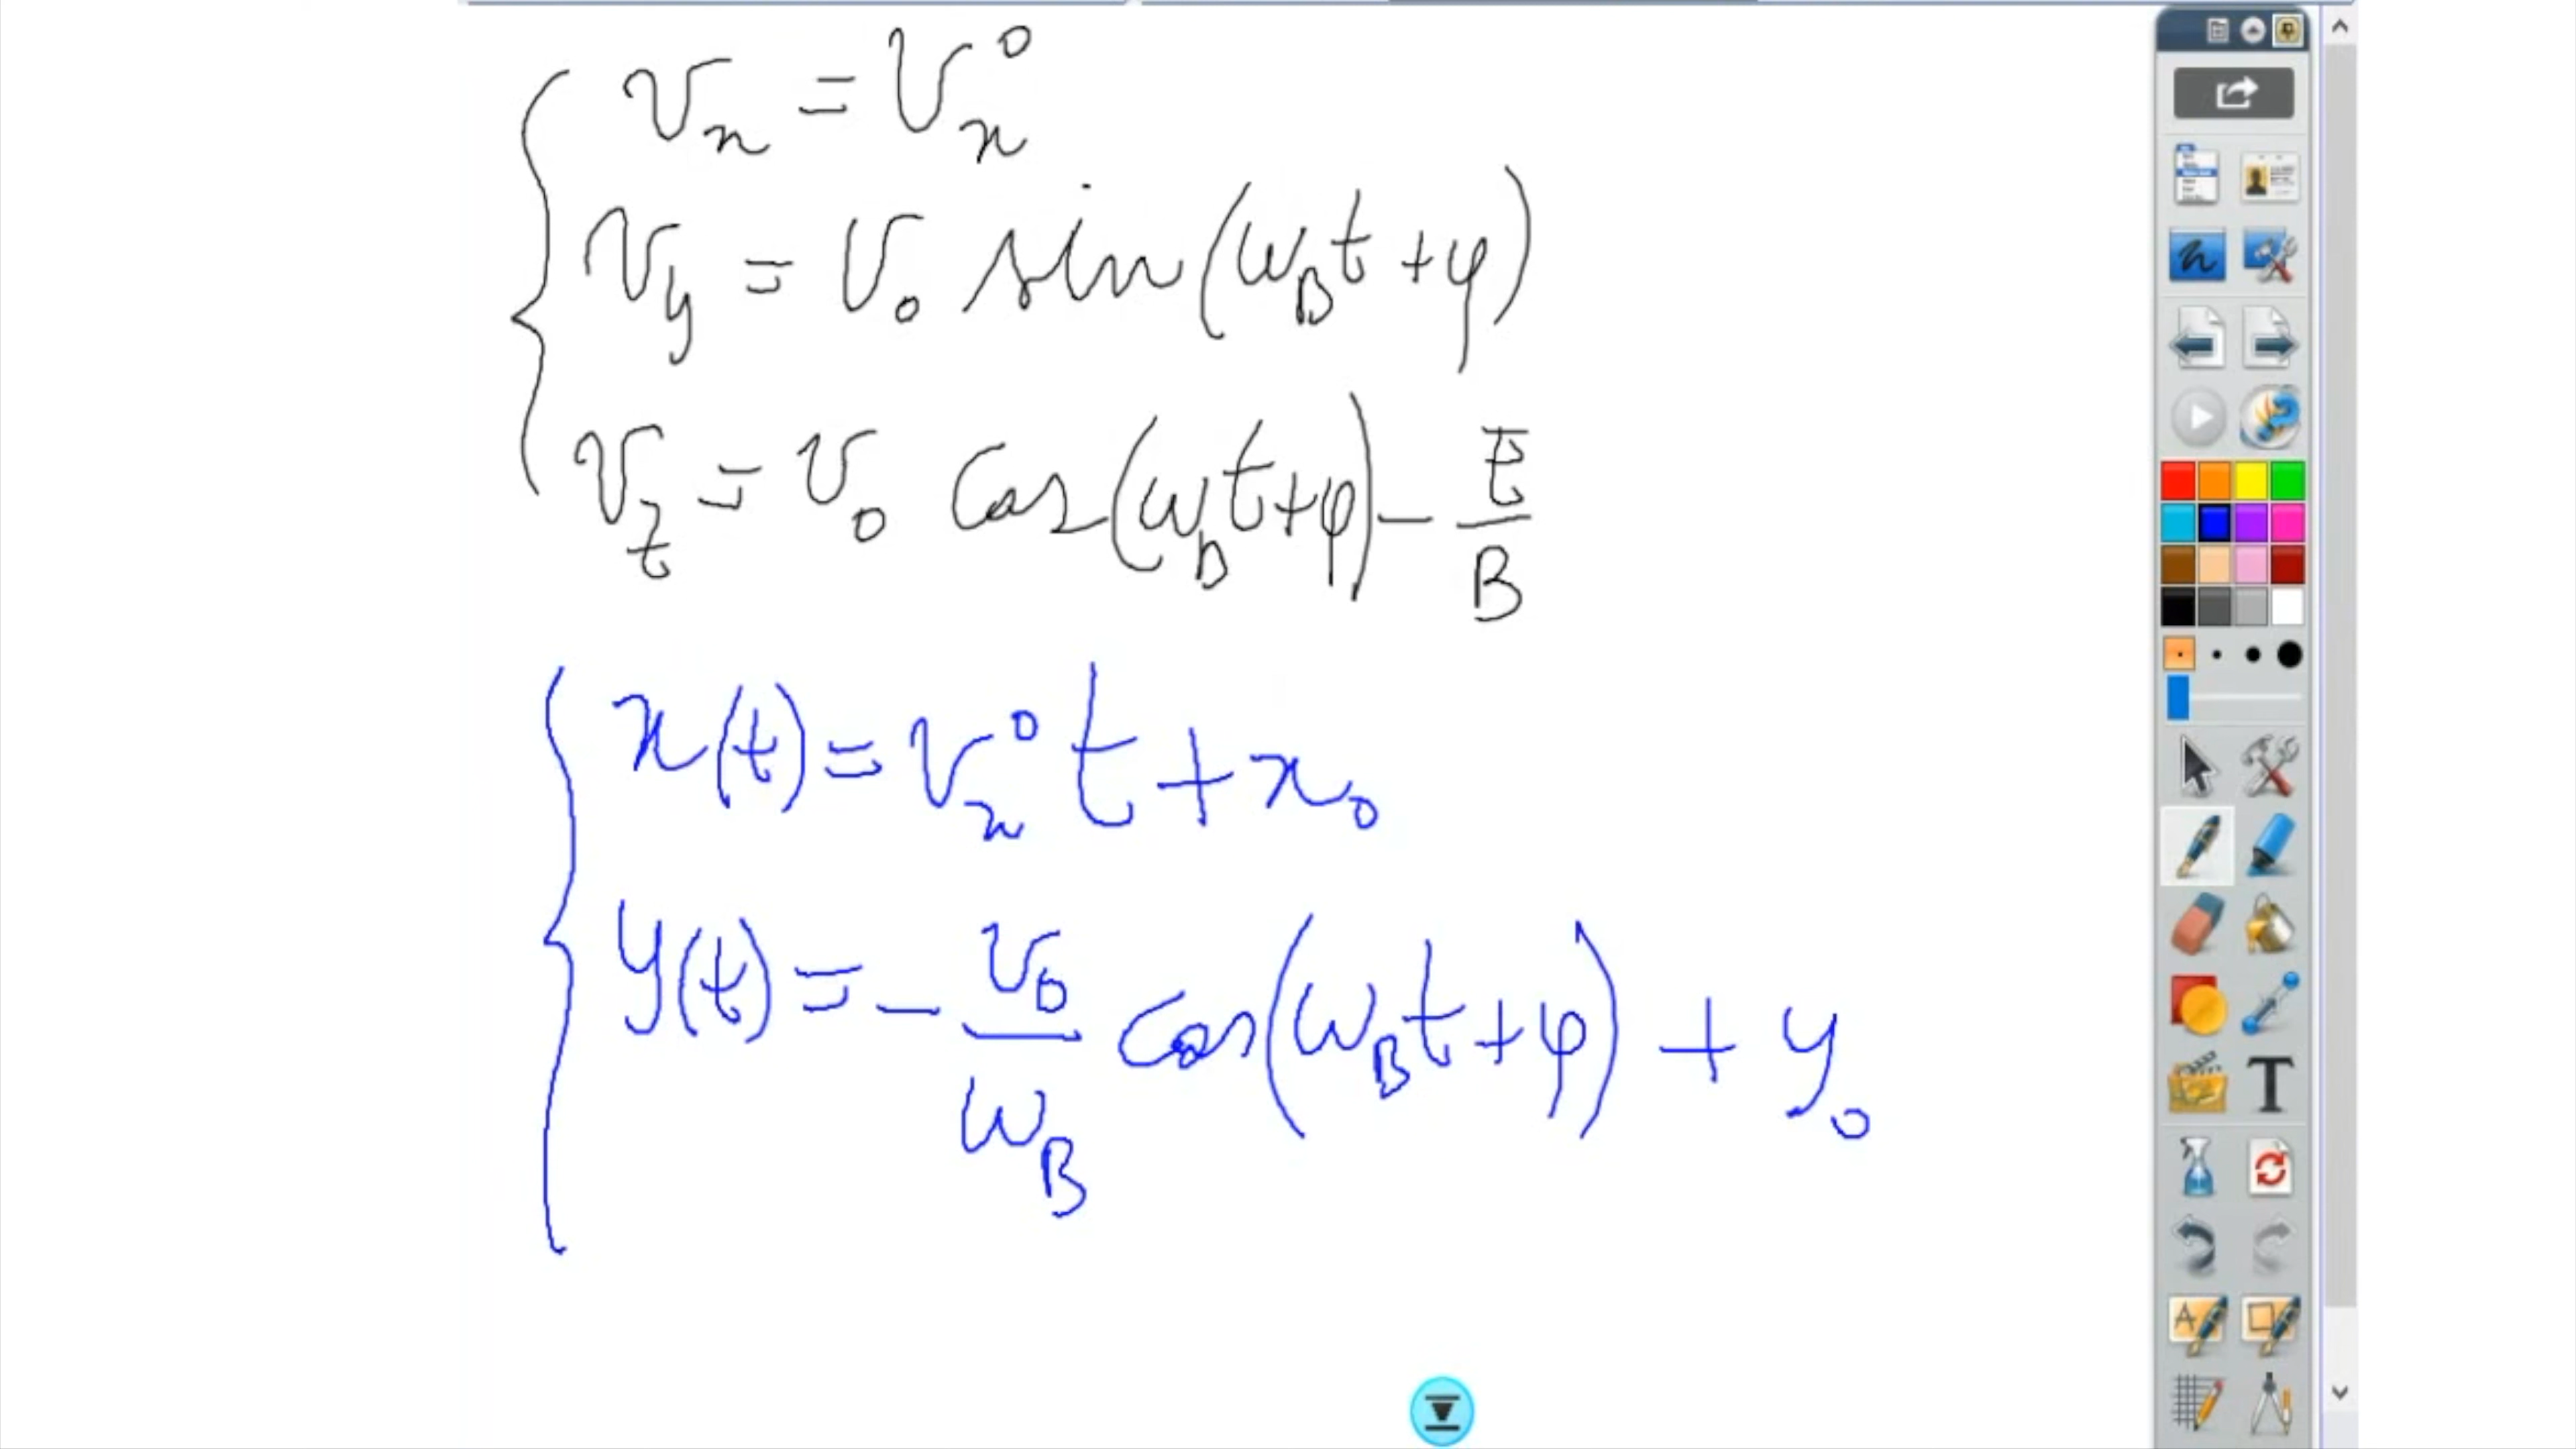 v_x = v_x^0
v_y = v_0 sin(ω_B t + φ)
v_z = v_0 cos(ω_B t + φ) - E/B
x(t) = v_x^0 t + x_0
y(t) = - v_0/ω_B cos(ω_B t + φ) + y_0
T
A